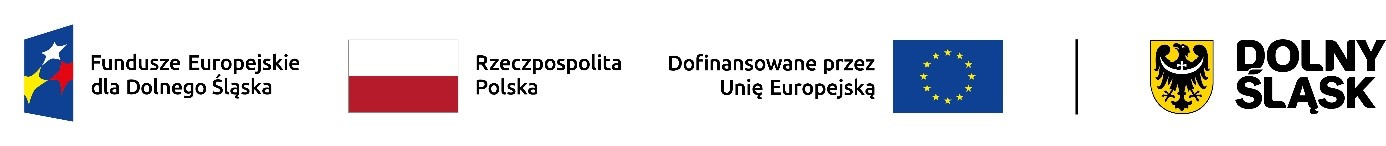 Fundusze Europejskie
dla Dolnego Śląska
Rzeczpospolita
Polska
Dofinansowane przez
Unię Europejską
DOLNY
ŚLĄSK